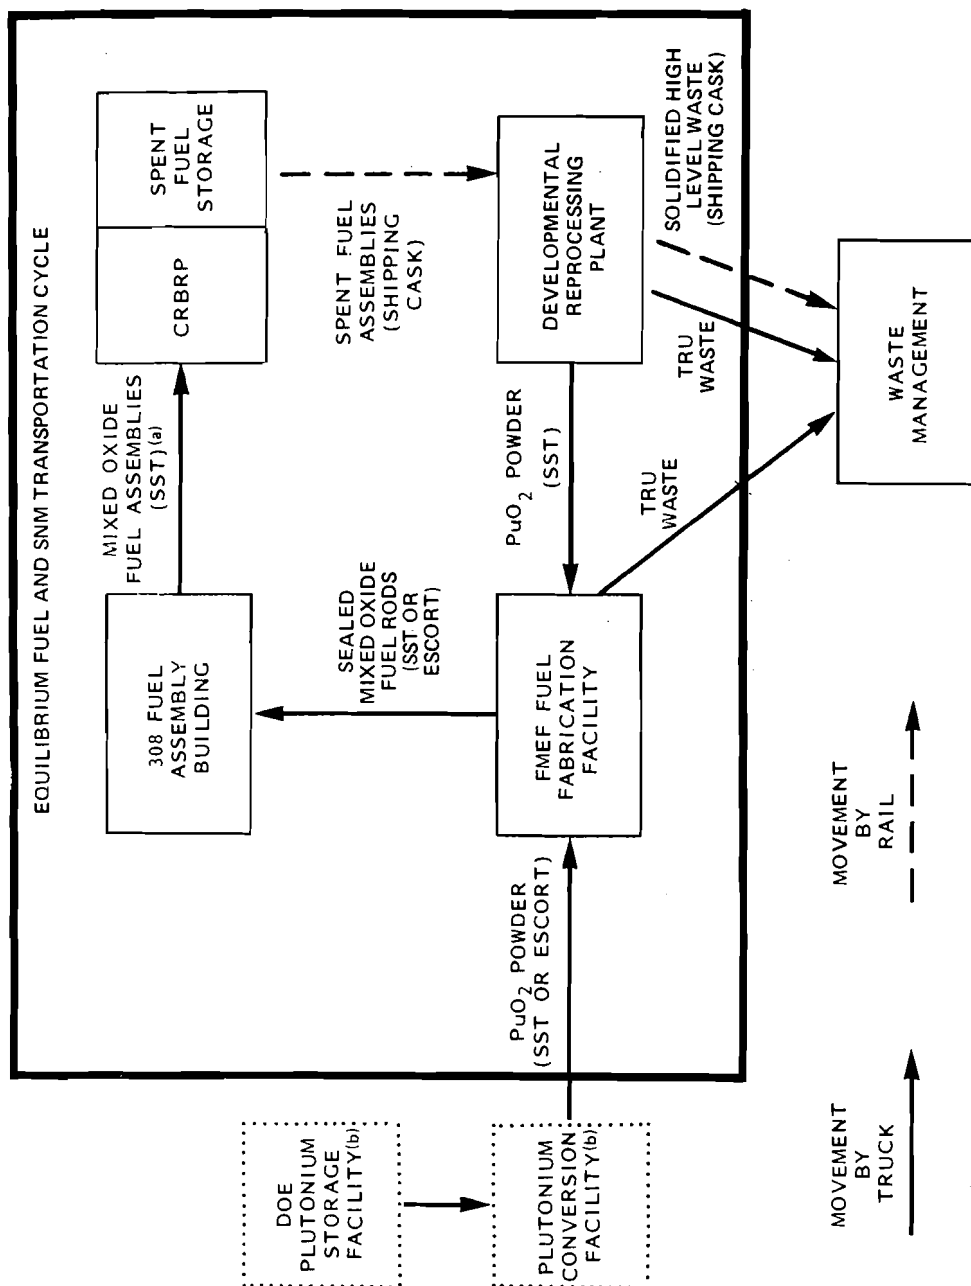 EQUILIBRIUM FUEL AND SNM TRANSPORTATION CYCLE
308 FUEL
ASSEMBLY
BUILDING
MIXED OXIDE
FUEL ASSEMBLIES
(SST)(a)
CRBRP
SPENT
FUEL
STORAGE
SEALED
MIXED OXIDE
FUEL RODS
(SST OR
ESCORT)
SPENT FUEL
ASSEMBLIES
(SHIPPING
CASK)
DOE
PLUTONIUM
STORAGE
FACILITY(b)
PLUTONIUM
CONVERSION
FACILITY(b)
PuO2 POWDER
(SST OR ESCORT)
FMEF FUEL
FABRICATION
FACILITY
PuO2 POWDER
(SST)
DEVELOPMENTAL
REPROCESSING
PLANT
TRU
WASTE
TRU
WASTE
SOLIDIFIED HIGH
LEVEL WASTE
(SHIPPING CASK)
MOVEMENT
BY
TRUCK
MOVEMENT
BY
RAIL
WASTE
MANAGEMENT